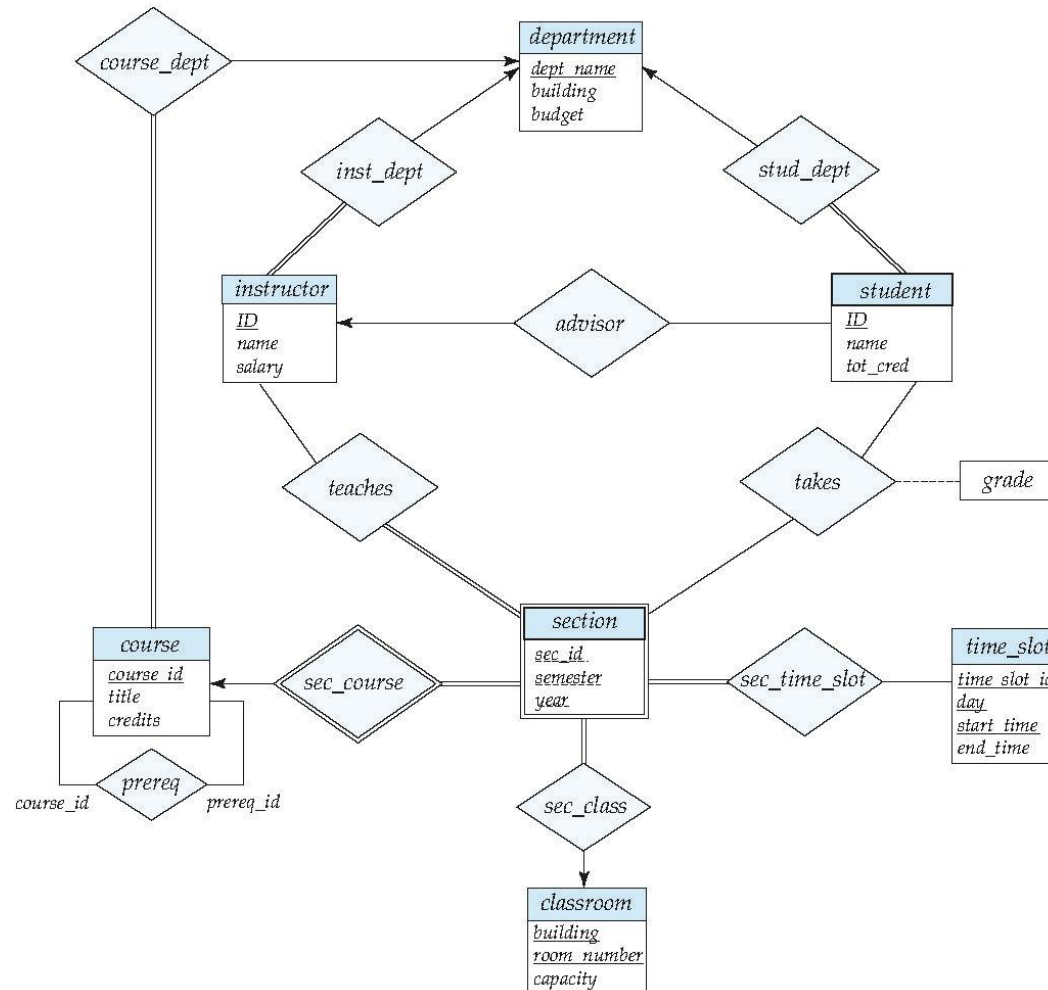 department
course_dept
dept_name
building
budget
inst_dept
stud_dept
instructor
student
ID
name
salary
advisor
ID
name
tot_cred
teaches
takes
grade
section
course
sec_id
semester
year
sec_course
sec_time_slot
time_slot
course_id
title
credits
time_slot_id
day
start_time
end_time
prereq
course_id
prereq_id
sec_class
classroom
building
room_number
capacity